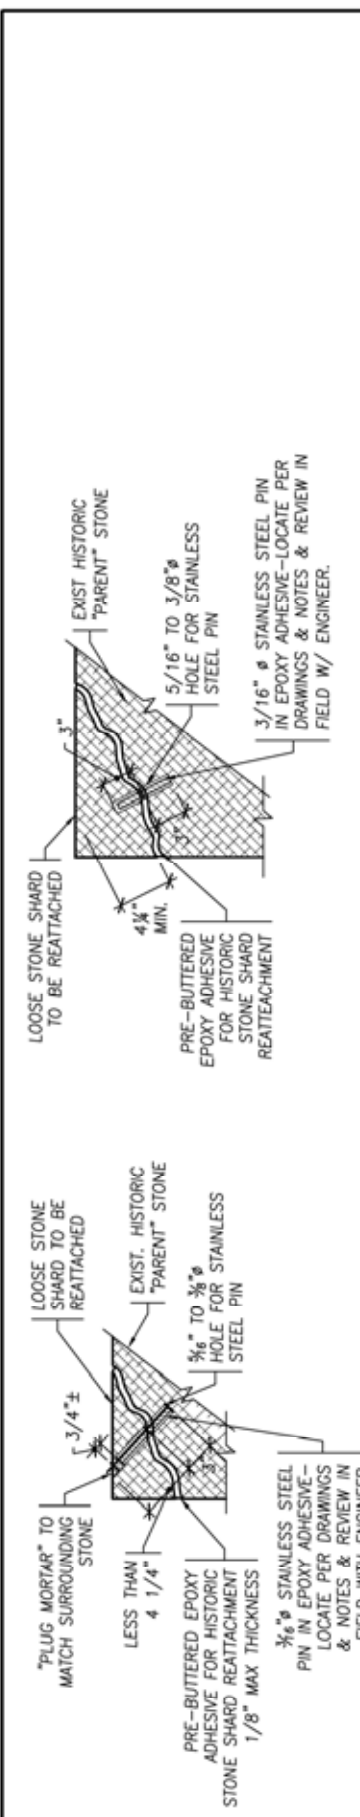 "PLUG MORTAR" TO
MATCH SURROUNDING
STONE
3/4"±
LOOSE STONE
SHARD TO BE
REATTACHED
LESS THAN
4 1/4"
EXIST. HISTORIC
"PARENT" STONE
3"
PRE-BUTTERED EPOXY
ADHESIVE FOR HISTORIC
STONE SHARD REATTACHMENT
1/8" MAX THICKNESS
5/16" TO 3/8"ø
HOLE FOR STAINLESS
STEEL PIN
3/16"ø STAINLESS STEEL
PIN IN EPOXY ADHESIVE-
LOCATE PER DRAWINGS
& NOTES & REVIEW IN
FIELD WITH ENGINEER
LOOSE STONE SHARD
TO BE REATTACHED
3"
EXIST HISTORIC
"PARENT" STONE
4¼"
MIN.
3"
5/16" TO 3/8"ø
HOLE FOR STAINLESS
STEEL PIN
PRE-BUTTERED
EPOXY ADHESIVE
FOR HISTORIC
STONE SHARD
REATTEACHMENT
3/16" ø STAINLESS STEEL PIN
IN EPOXY ADHESIVE-LOCATE PER
DRAWINGS & NOTES & REVIEW IN
FIELD W/ ENGINEER.